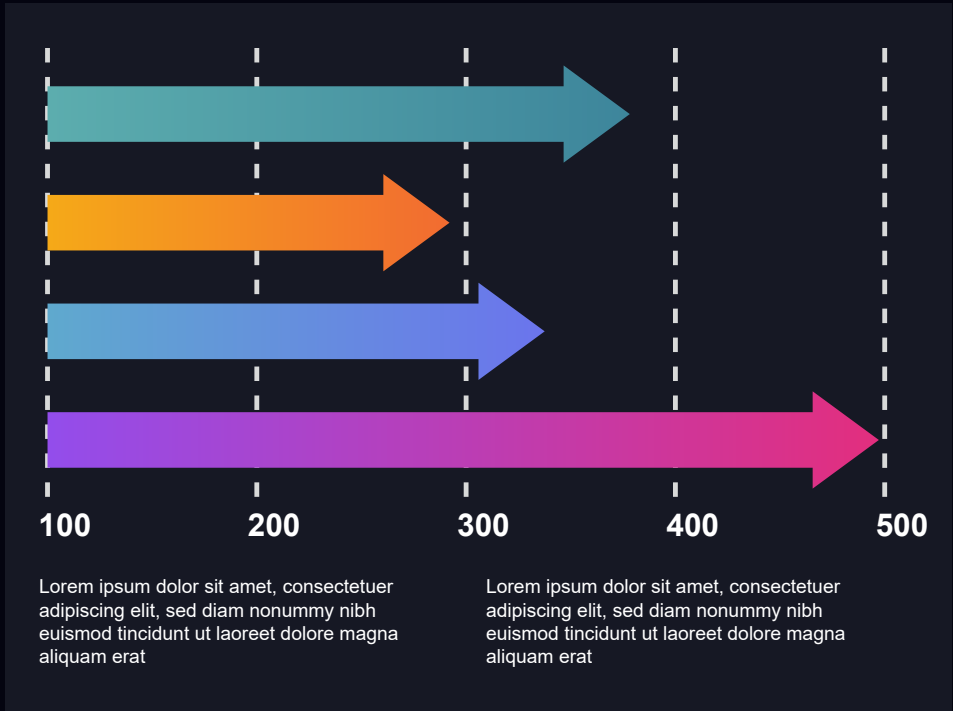 100 200 300 400 500
Lorem ipsum dolor sit amet, consectetuer
adipiscing elit, sed diam nonummy nibh
euismod tincidunt ut laoreet dolore magna
aliquam erat
Lorem ipsum dolor sit amet, consectetuer
adipiscing elit, sed diam nonummy nibh
euismod tincidunt ut laoreet dolore magna
aliquam erat